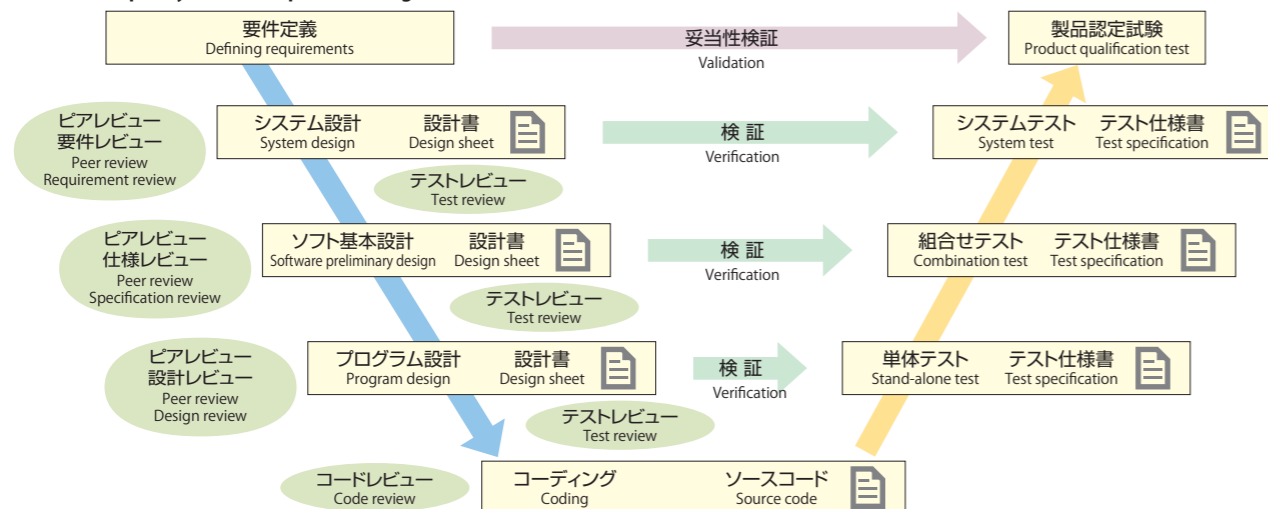 要件定義
Defining requirements
妥当性検証
Validation
製品認定試験
Product qualification test
ピアレビュー
要件レビュー
Peer review
Requirement review
システム設計 設計書
System design Design sheet
検 証
Verification
システムテスト テスト仕様書
System test Test specification
テストレビュー
Test review
ピアレビュー
仕様レビュー
Peer review
Specification review
ソフト基本設計 設計書
Software preliminary design Design sheet
検 証
Verification
組合せテスト テスト仕様書
Combination test Test specification
テストレビュー
Test review
ピアレビュー
設計レビュー
Peer review
Design review
プログラム設計 設計書
Program design Design sheet
検 証
Verification
単体テスト テスト仕様書
Stand-alone test Test specification
テストレビュー
Test review
コードレビュー
Code review
コーディング ソースコード
Coding Source code